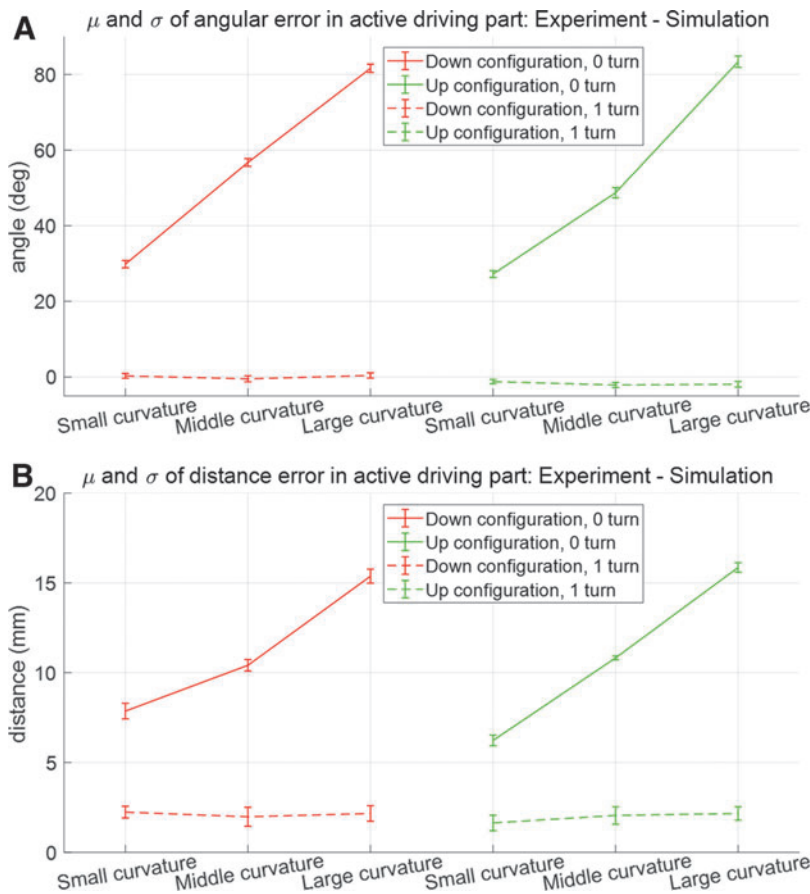 A
μ and σ of angular error in active driving part: Experiment - Simulation
Down configuration, 0 turn
Up configuration, 0 turn
Down configuration, 1 turn
Up configuration, 1 turn
angle (deg)
80
60
40
20
0
Small curvature Middle curvature Large curvature Small curvature Middle curvature Large curvature
B
μ and σ of distance error in active driving part: Experiment - Simulation
Down configuration, 0 turn
Up configuration, 0 turn
Down configuration, 1 turn
Up configuration, 1 turn
distance (mm)
20
15
10
5
0
Small curvature Middle curvature Large curvature Small curvature Middle curvature Large curvature